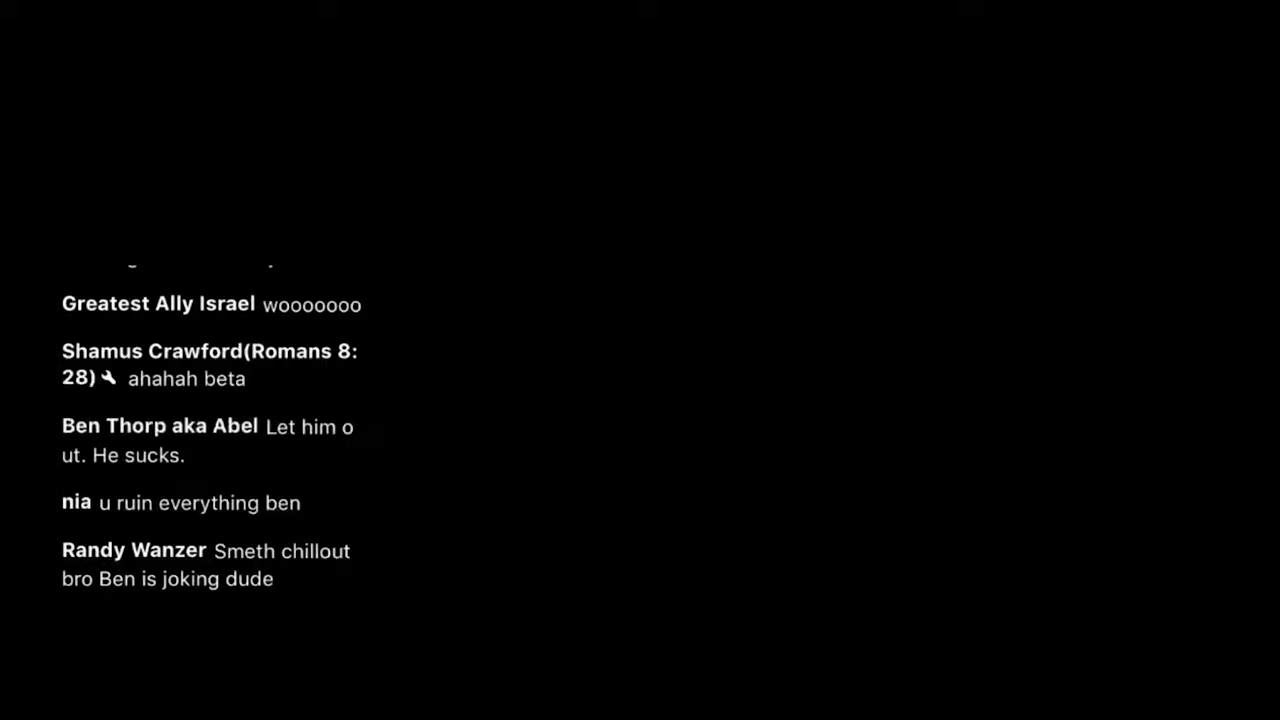 Greatest Ally Israel wooooooo
Shamus Crawford(Romans 8:
28) ahahah beta
Ben Thorp aka Abel Let him o
ut. He sucks.
nia u ruin everything ben
Randy Wanzer Smeth chillout
bro Ben is joking dude